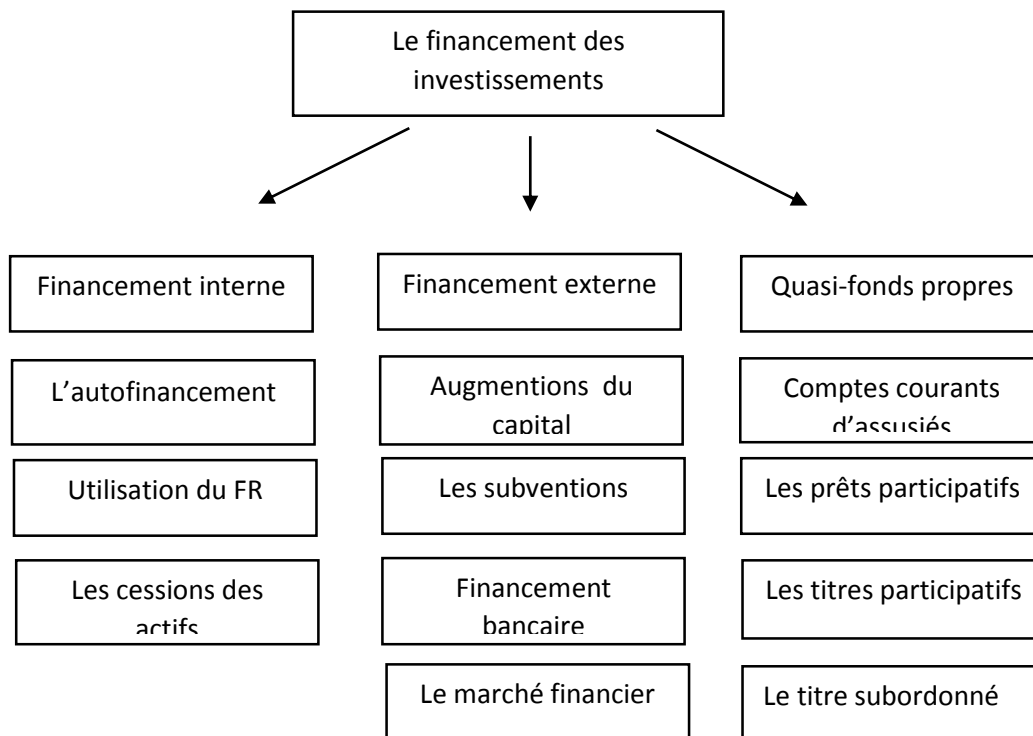 Le financement des
investissements
Financement interne
Financement externe
Quasi-fonds propres
L'autofinancement
Augmentions du
capital
Comptes courants
d'assusiés
Utilisation du FR
Les subventions
Les prêts participatifs
Les cessions des
actifs
Financement
bancaire
Les titres participatifs
Le marché financier
Le titre subordonné